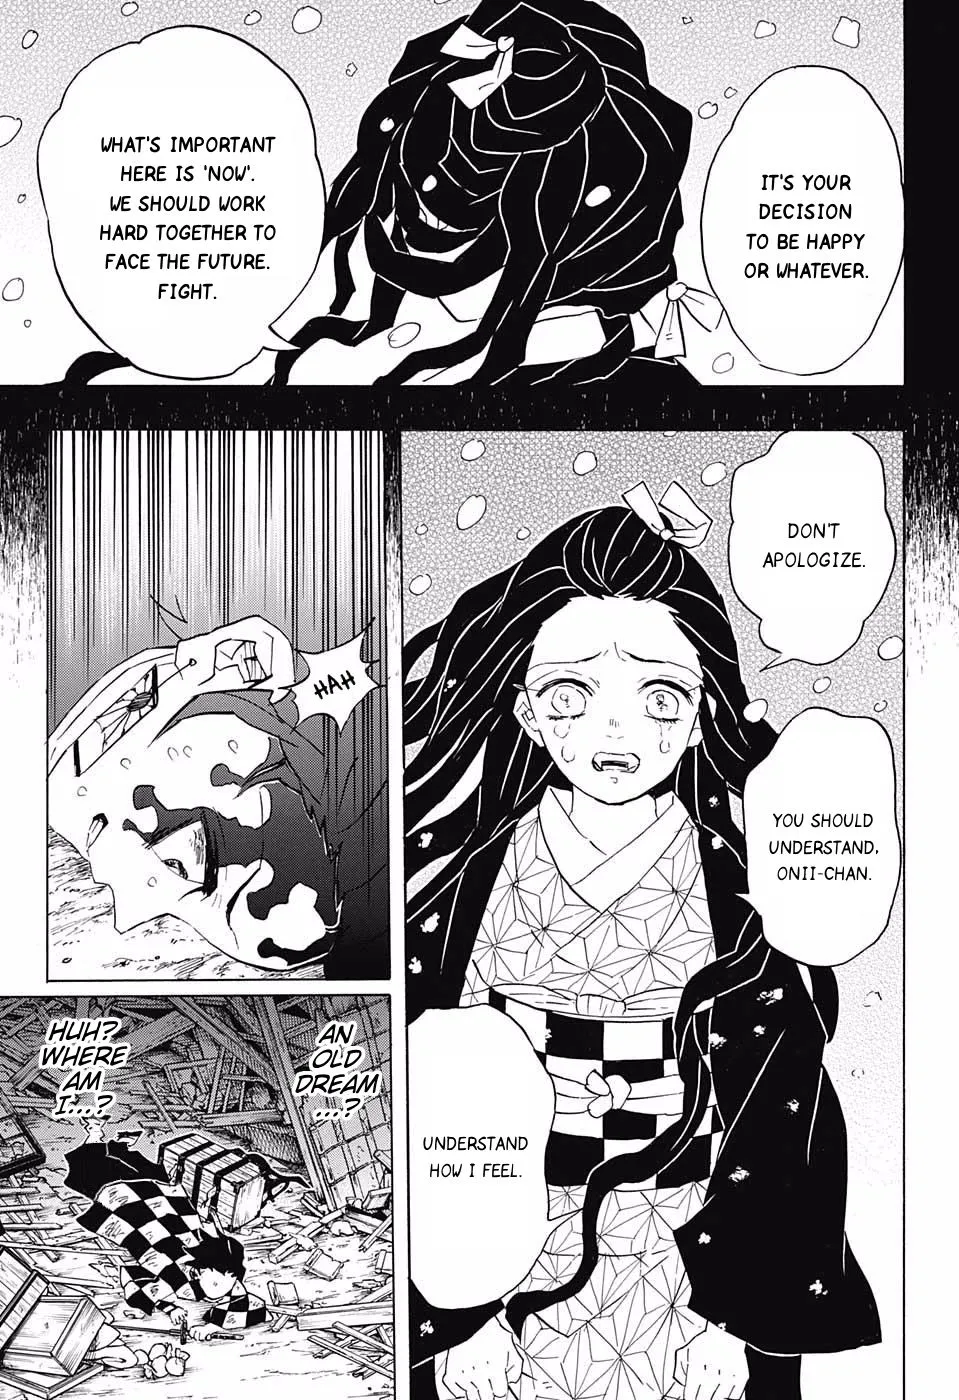 IT'S YOUR
DECISION
TO BE HAPPY
OR WHATEVER.
WHAT'S IMPORTANT
HERE IS 'NOW'.
WE SHOULD WORK
HARD TOGETHER TO
FACE THE FUTURE.
FIGHT.
DON'T
APOLOGIZE.
YOU SHOULD
UNDERSTAND,
ONII-CHAN.
UNDERSTAND
HOW I FEEL.
HAH
AN
OLD
DREAM
...?
HUH?
WHERE
AM
I...?